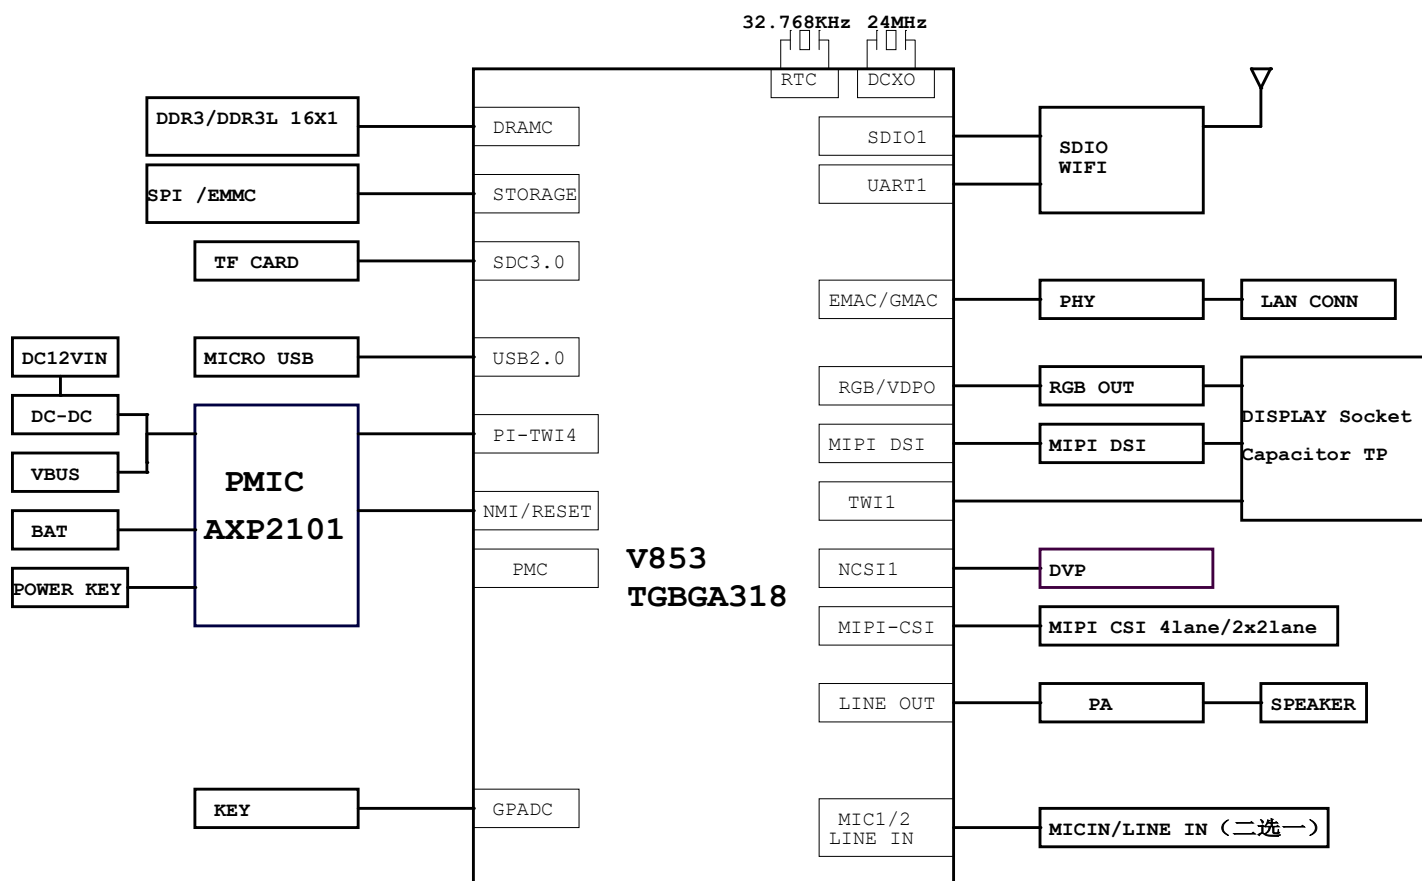 32.768KHz 24MHz
RTC DCXO
DDR3/DDR3L 16X1
DRAMC
SDIO1
SDIO
WIFI
SPI /EMMC
STORAGE
UART1
TF CARD
SDC3.0
EMAC/GMAC
PHY
LAN CONN
DC12VIN
MICRO USB
USB2.0
RGB/VDPO
RGB OUT
DISPLAY Socket
Capacitor TP
DC-DC
VBUS
BAT
POWER KEY
PMIC
AXP2101
PI-TWI4
MIPI DSI
MIPI DSI
NMI/RESET
TWI1
PMC
V853
TGBGA318
NCSI1
DVP
MIPI-CSI
MIPI CSI 4lane/2x2lane
LINE OUT
PA
SPEAKER
KEY
GPADC
MIC1/2
LINE IN
MICIN/LINE IN（二选一）